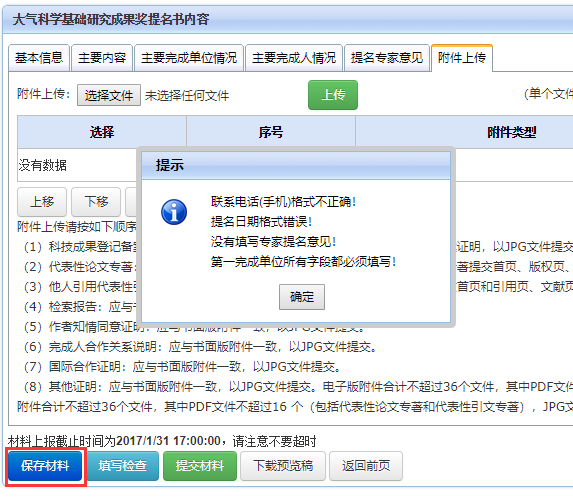 大气科学基础研究成果奖提名书内容
基本信息 主要内容 主要完成单位情况 主要完成人情况 提名专家意见 附件上传
附件上传： 选择文件 未选择任何文件 上传 (单个文件
选择 序号 附件类型
没有数据
提示
联系电话(手机)格式不正确！
提名日期格式错误！
没有填写专家提名意见！
第一完成单位所有字段都必须填写！
确定
上移 下移
附件上传请按如下顺序
（1）科技成果登记备案 证明，以JPG文件提交
（2）代表性论文专著： 著提交首页、版权页、
（3）他人引用代表性 首页和引用页、文献页
（4）检索报告：应与书
（5）作者知情同意证明：应与书面版附件一致，以JPG文件提交。
（6）完成人合作关系说明：应与书面版附件一致，以JPG文件提交。
（7）国际合作证明：应与书面版附件一致，以JPG文件提交。
（8）其他证明：应与书面版附件一致，以JPG文件提交。电子版附件合计不超过36个文件，其中PDF文件
附件合计不超过36个文件，其中PDF文件不超过16 个（包括代表性论文专著和代表性引文专著），JPG文
材料上报截止时间为2017/1/31 17:00:00，请注意不要超时
保存材料 填写检查 提交材料 下载预览稿 返回前页